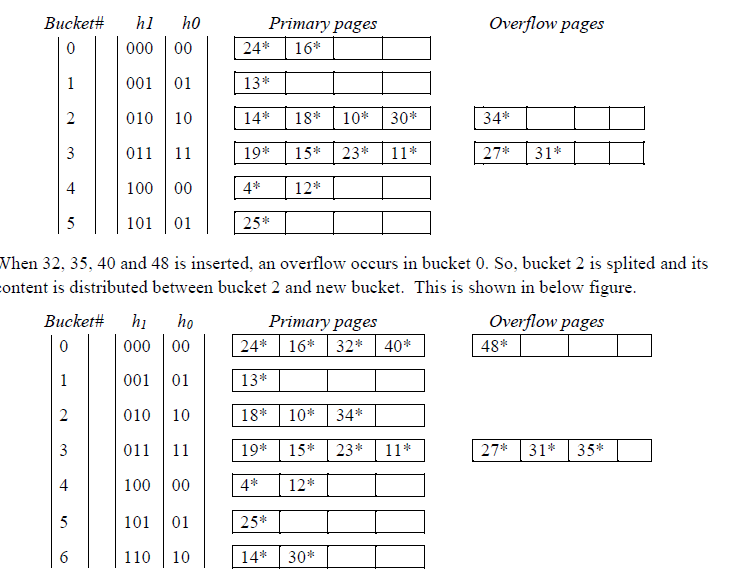 Bucket# h1 h0 Primary pages Overflow pages
0 000 00 24* 16*
1 001 01 13*
2 010 10 14* 18* 10* 30* 34*
3 011 11 19* 15* 23* 11* 27* 31*
4 100 00 4* 12*
5 101 01 25*
When 32, 35, 40 and 48 is inserted, an overflow occurs in bucket 0. So, bucket 2 is splited and its
content is distributed between bucket 2 and new bucket. This is shown in below figure.
Bucket# h1 h0 Primary pages Overflow pages
0 000 00 24* 16* 32* 40* 48*
1 001 01 13*
2 010 10 18* 10* 34*
3 011 11 19* 15* 23* 11* 27* 31* 35*
4 100 00 4* 12*
5 101 01 25*
6 110 10 14* 30*